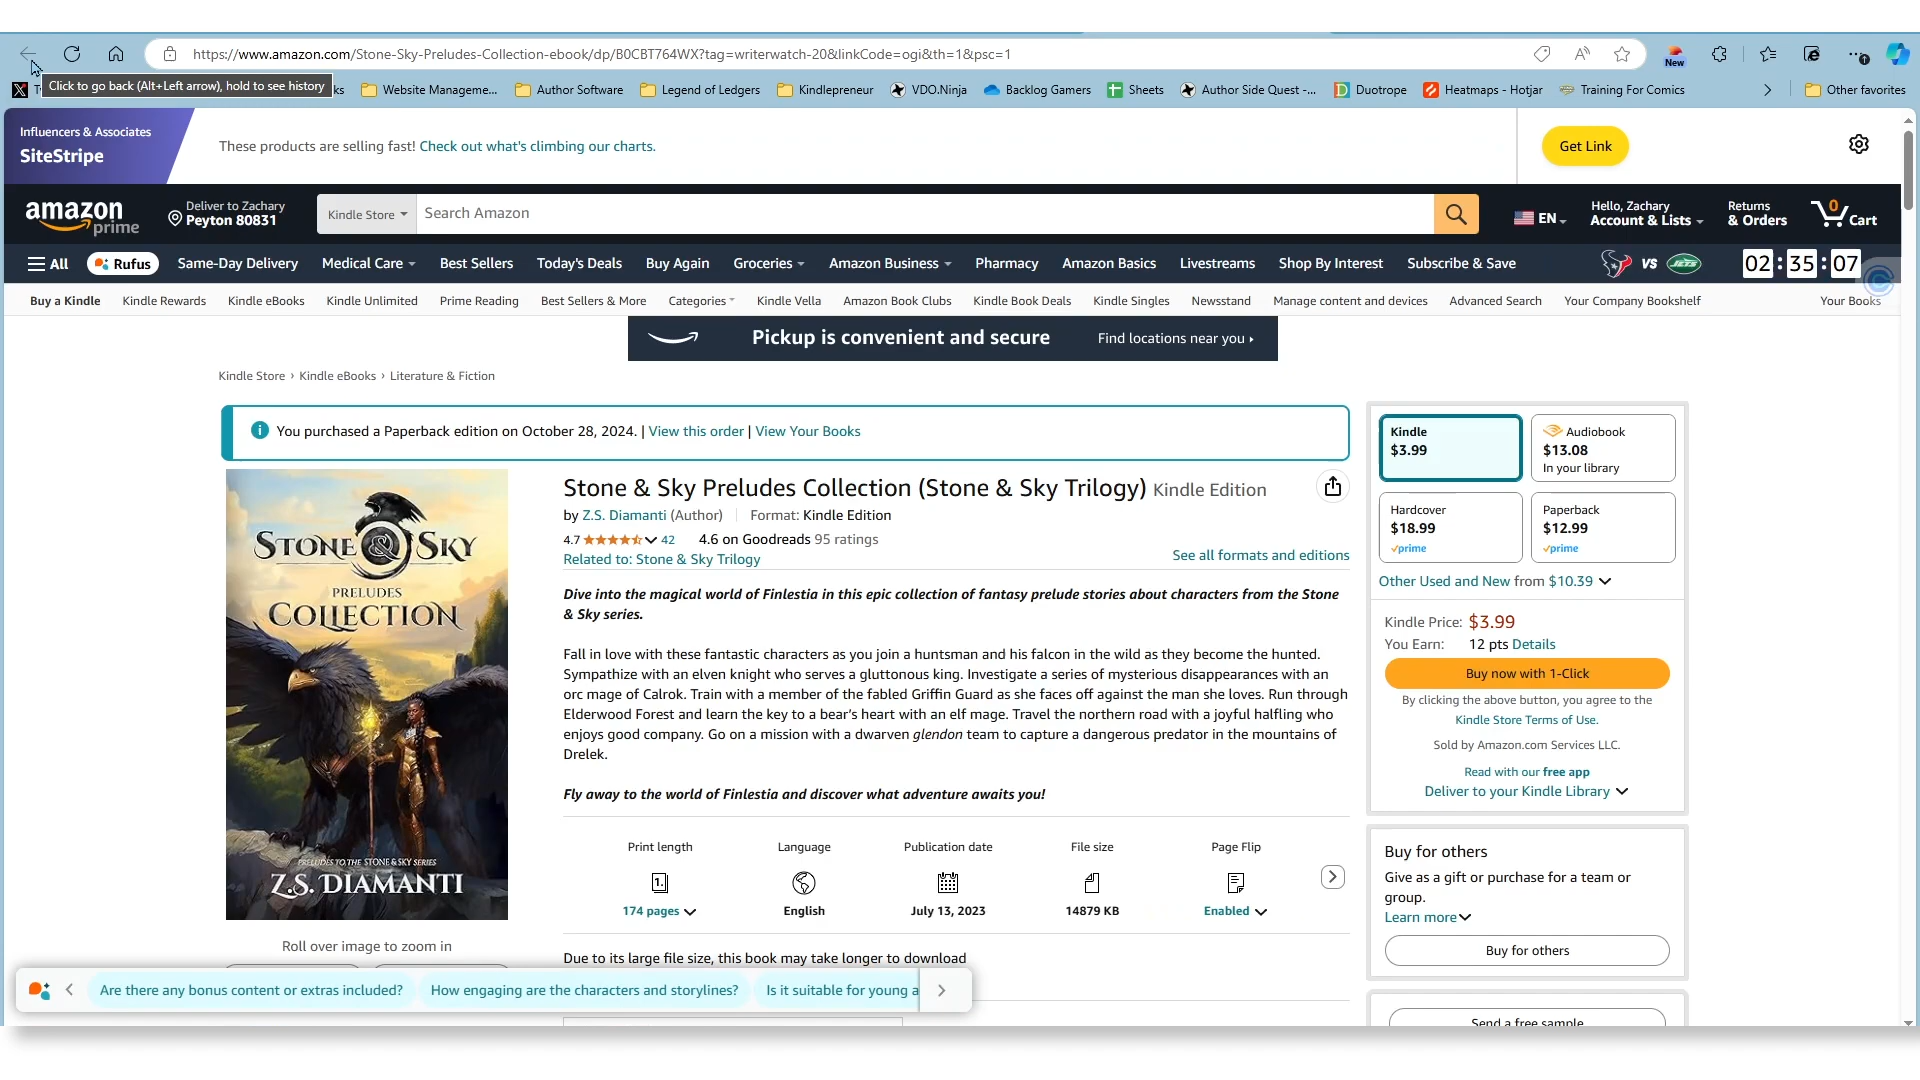 https://www.amazon.com/Stone-Sky-Preludes-Collection-ebook/dp/B0CBT764WX?tag=writerwatch-20&linkCode=ogi&th=1&psc=1
New
Click to go back (Alt+Left arrow), hold to see history
Website Manageme...
Author Software
Legend of Ledgers
Kindlepreneur
VDO.Ninja
Backlog Gamers
Sheets
Author Side Quest -...
Duotrope
Heatmaps - Hotjar
Training For Comics
Other favorites
Influencers & Associates
SiteStripe
These products are selling fast! Check out what's climbing our charts.
Get Link
amazon
prime
Deliver to Zachary
Peyton 80831
Kindle Store
Search Amazon
EN
Hello, Zachary
Account & Lists
Returns
& Orders
0
Cart
All
Rufus
Same-Day Delivery
Medical Care
Best Sellers
Today's Deals
Buy Again
Groceries
Amazon Business
Pharmacy
Amazon Basics
Livestreams
Shop By Interest
Subscribe & Save
VS
JETS
02:35:07
Buy a Kindle
Kindle Rewards
Kindle eBooks
Kindle Unlimited
Prime Reading
Best Sellers & More
Categories
Kindle Vella
Amazon Book Clubs
Kindle Book Deals
Kindle Singles
Newsstand
Manage content and devices
Advanced Search
Your Company Bookshelf
Your Books
Pickup is convenient and secure
Find locations near you ▸
Kindle Store › Kindle eBooks › Literature & Fiction
You purchased a Paperback edition on October 28, 2024. | View this order | View Your Books
STONE & SKY
PRELUDES
COLLECTION
PRELUDES TO THE STONE & SKY SERIES
Z.S. DIAMANTI
Roll over image to zoom in
Stone & Sky Preludes Collection (Stone & Sky Trilogy) Kindle Edition
by Z.S. Diamanti (Author) | Format: Kindle Edition
4.7 42 4.6 on Goodreads 95 ratings
Related to: Stone & Sky Trilogy
See all formats and editions
Dive into the magical world of Finlestia in this epic collection of fantasy prelude stories about characters from the Stone
& Sky series.
Fall in love with these fantastic characters as you join a huntsman and his falcon in the wild as they become the hunted.
Sympathize with an elven knight who serves a gluttonous king. Investigate a series of mysterious disappearances with an
orc mage of Calrok. Train with a member of the fabled Griffin Guard as she faces off against the man she loves. Run through
Elderwood Forest and learn the key to a bear's heart with an elf mage. Travel the northern road with a joyful halfling who
enjoys good company. Go on a mission with a dwarven glendon team to capture a dangerous predator in the mountains of
Drelek.
Fly away to the world of Finlestia and discover what adventure awaits you!
Print length
174 pages
Language
English
Publication date
July 13, 2023
File size
14879 KB
Page Flip
Enabled
Due to its large file size, this book may take longer to download
Are there any bonus content or extras included?
How engaging are the characters and storylines?
Is it suitable for young a
Kindle
$3.99
Audiobook
$13.08
In your library
Hardcover
$18.99
prime
Paperback
$12.99
prime
Other Used and New from $10.39
Kindle Price: $3.99
You Earn: 12 pts Details
Buy now with 1-Click
By clicking the above button, you agree to the
Kindle Store Terms of Use.
Sold by Amazon.com Services LLC.
Read with our free app
Deliver to your Kindle Library
Buy for others
Give as a gift or purchase for a team or
group.
Learn more
Buy for others
Send a free sample